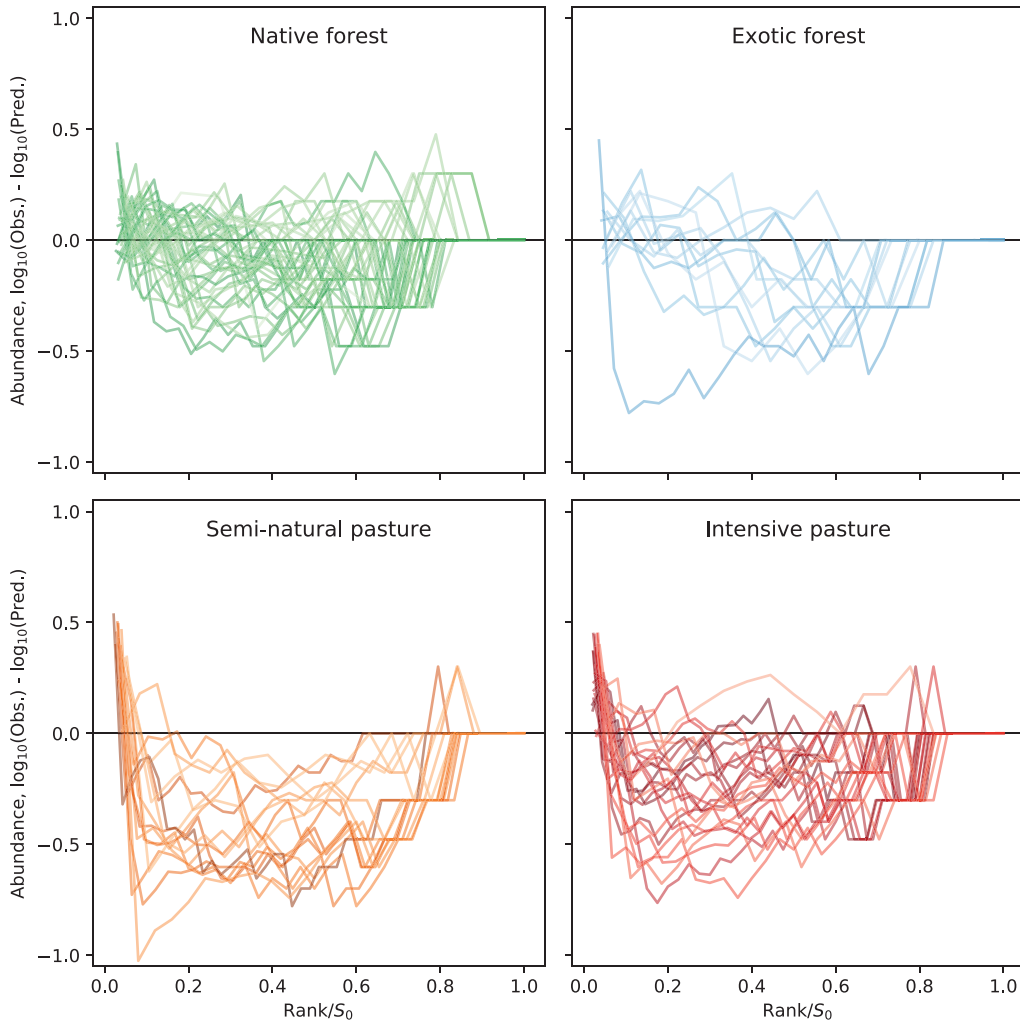 Native forest
Exotic forest
Abundance, log₁₀(Obs.) - log₁₀(Pred.)
1.0
0.5
0.0
−0.5
−1.0
Semi-natural pasture
Intensive pasture
Abundance, log₁₀(Obs.) - log₁₀(Pred.)
1.0
0.5
0.0
−0.5
−1.0
0.0 0.2 0.4 0.6 0.8 1.0
0.0 0.2 0.4 0.6 0.8 1.0
Rank/S₀
Rank/S₀